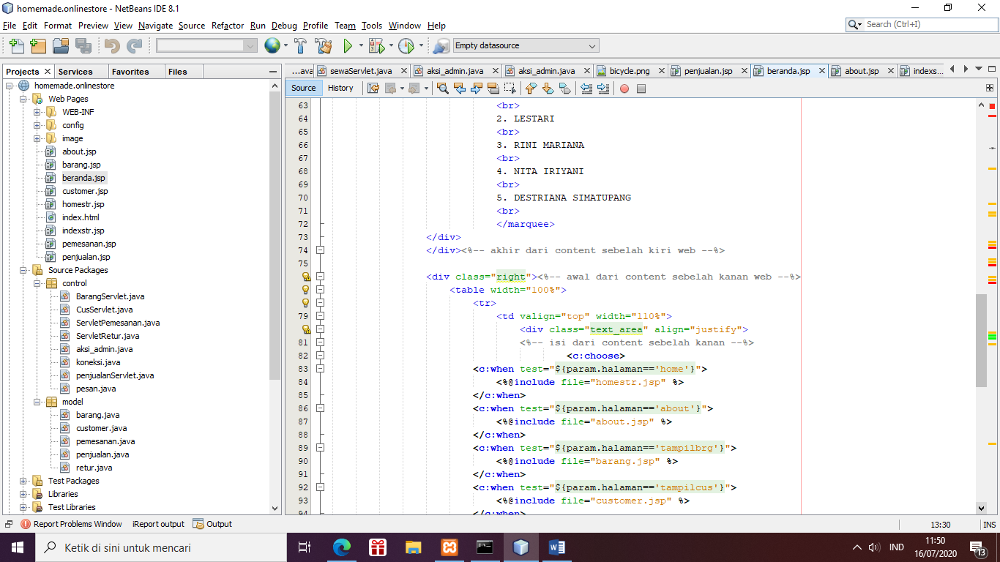 homemade.onlinestore - NetBeans IDE 8.1
File Edit Format Preview View Navigate Source Refactor Run Debug Profile Team Tools Window Help
Search (Ctrl+I)
Empty datasource
Projects Services Favorites Files
...ava sewaServlet.java aksi_admin.java aksi_admin.java bicycle.png penjualan.jsp beranda.jsp about.jsp indexs...
Source History
homemade.onlinestore
Web Pages
WEB-INF
config
image
about.jsp
barang.jsp
beranda.jsp
customer.jsp
homestr.jsp
index.html
indexstr.jsp
pemesanan.jsp
penjualan.jsp
Source Packages
control
BarangServlet.java
CusServlet.java
ServletPemesanan.java
ServletRetur.java
aksi_admin.java
koneksi.java
penjualanServlet.java
pesan.java
model
barang.java
customer.java
pemesanan.java
penjualan.java
retur.java
Test Packages
Libraries
Test Libraries
63 <br>
64 2. LESTARI
65 <br>
66 3. RINI MARIANA
67 <br>
68 4. NITA IRIYANI
69 <br>
70 5. DESTRIANA SIMATUPANG
71 <br>
72 </marquee>
73 </div>
74 </div><%-- akhir dari content sebelah kiri web --%>
75
<div class="right"><%-- awal dari content sebelah kanan web --%>
<table width="100%">
<tr>
79 <td valign="top" width="110%">
<div class="text_area" align="justify">
81 <%-- isi dari content sebelah kanan --%>
82 <c:choose>
83 <c:when test="${param.halaman=='home'}">
84 <%@include file="homestr.jsp" %>
85 </c:when>
86 <c:when test="${param.halaman=='about'}">
87 <%@include file="about.jsp" %>
88 </c:when>
89 <c:when test="${param.halaman=='tampilbrg'}">
90 <%@include file="barang.jsp" %>
91 </c:when>
92 <c:when test="${param.halaman=='tampilcus'}">
93 <%@include file="customer.jsp" %>
94 </c:when>
Report Problems Window iReport output Output
13:30 INS
Ketik di sini untuk mencari
IND
11:50
16/07/2020
13